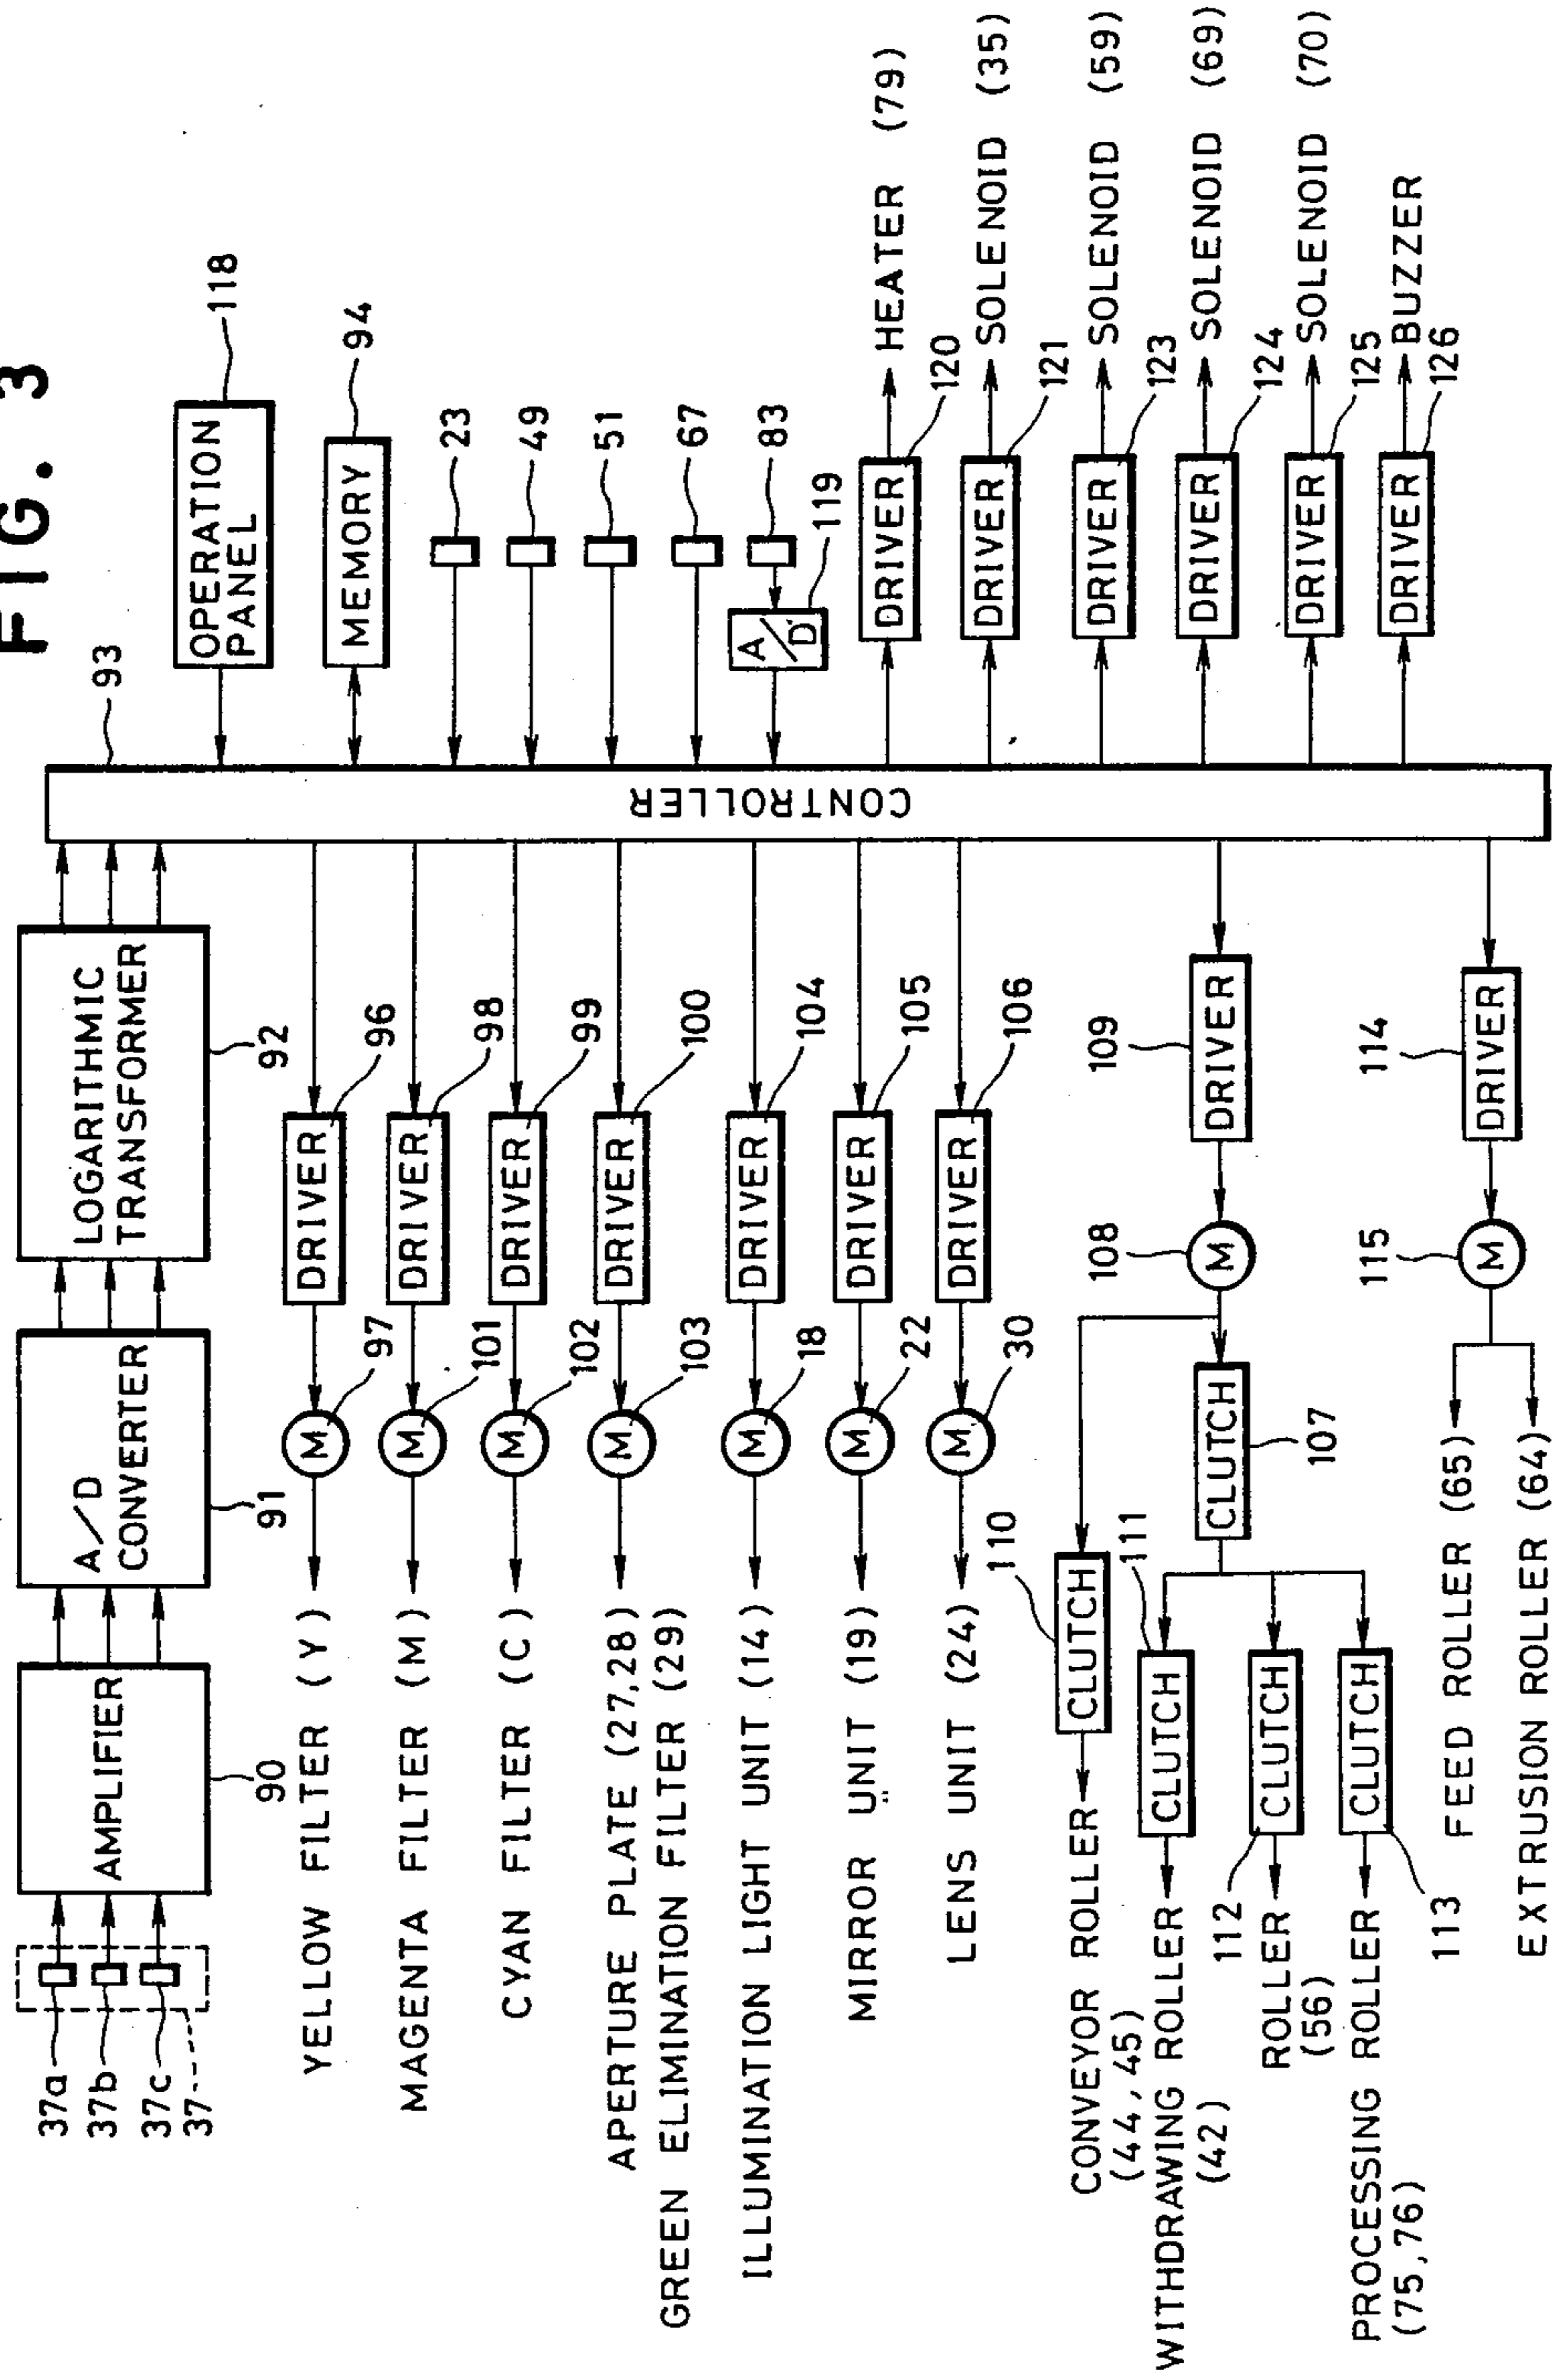 FIG. 3
37a
37b
37c
37
AMPLIFIER
90
A/D
CONVERTER
91
LOGARITHMIC
TRANSFORMER
92
93
CONTROLLER
OPERATION
PANEL
118
MEMORY
94
23
49
51
67
83
A/D
119
YELLOW FILTER (Y)
M
97
DRIVER
96
MAGENTA FILTER (M)
M
101
DRIVER
98
CYAN FILTER (C)
M
102
DRIVER
99
APERTURE PLATE (27,28)
GREEN ELIMINATION FILTER (29)
M
103
DRIVER
100
ILLUMINATION LIGHT UNIT (14)
M
18
DRIVER
104
MIRROR UNIT (19)
M
22
DRIVER
105
LENS UNIT (24)
M
30
DRIVER
106
CONVEYOR ROLLER
(44,45)
CLUTCH
110
WITHDRAWING ROLLER
(42)
CLUTCH
111
ROLLER
(56)
CLUTCH
112
PROCESSING ROLLER
(75,76)
CLUTCH
113
CLUTCH
107
M
108
DRIVER
109
FEED ROLLER (65)
EXTRUSION ROLLER (64)
M
115
DRIVER
114
DRIVER
120
HEATER (79)
DRIVER
121
SOLENOID (35)
DRIVER
123
SOLENOID (59)
DRIVER
124
SOLENOID (69)
DRIVER
125
SOLENOID (70)
DRIVER
126
BUZZER